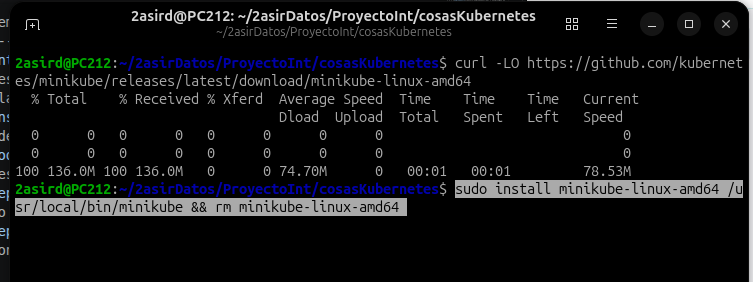 2asird@PC212: ~/2asirDatos/ProyectoInt/cosasKubernetes
~/2asirDatos/ProyectoInt/cosasKubernetes
2asird@PC212:~/2asirDatos/ProyectoInt/cosasKubernetes$ curl -LO https://github.com/kubernet
es/minikube/releases/latest/download/minikube-linux-amd64
% Total % Received % Xferd Average Speed Time Time Time Current
Dload Upload Total Spent Left Speed
0 0 0 0 0 0 0 0 0
0 0 0 0 0 0 0 0 0
100 136.0M 100 136.0M 0 0 74.70M 0 00:01 00:01 78.53M
2asird@PC212:~/2asirDatos/ProyectoInt/cosasKubernetes$ sudo install minikube-linux-amd64 /u
sr/local/bin/minikube && rm minikube-linux-amd64